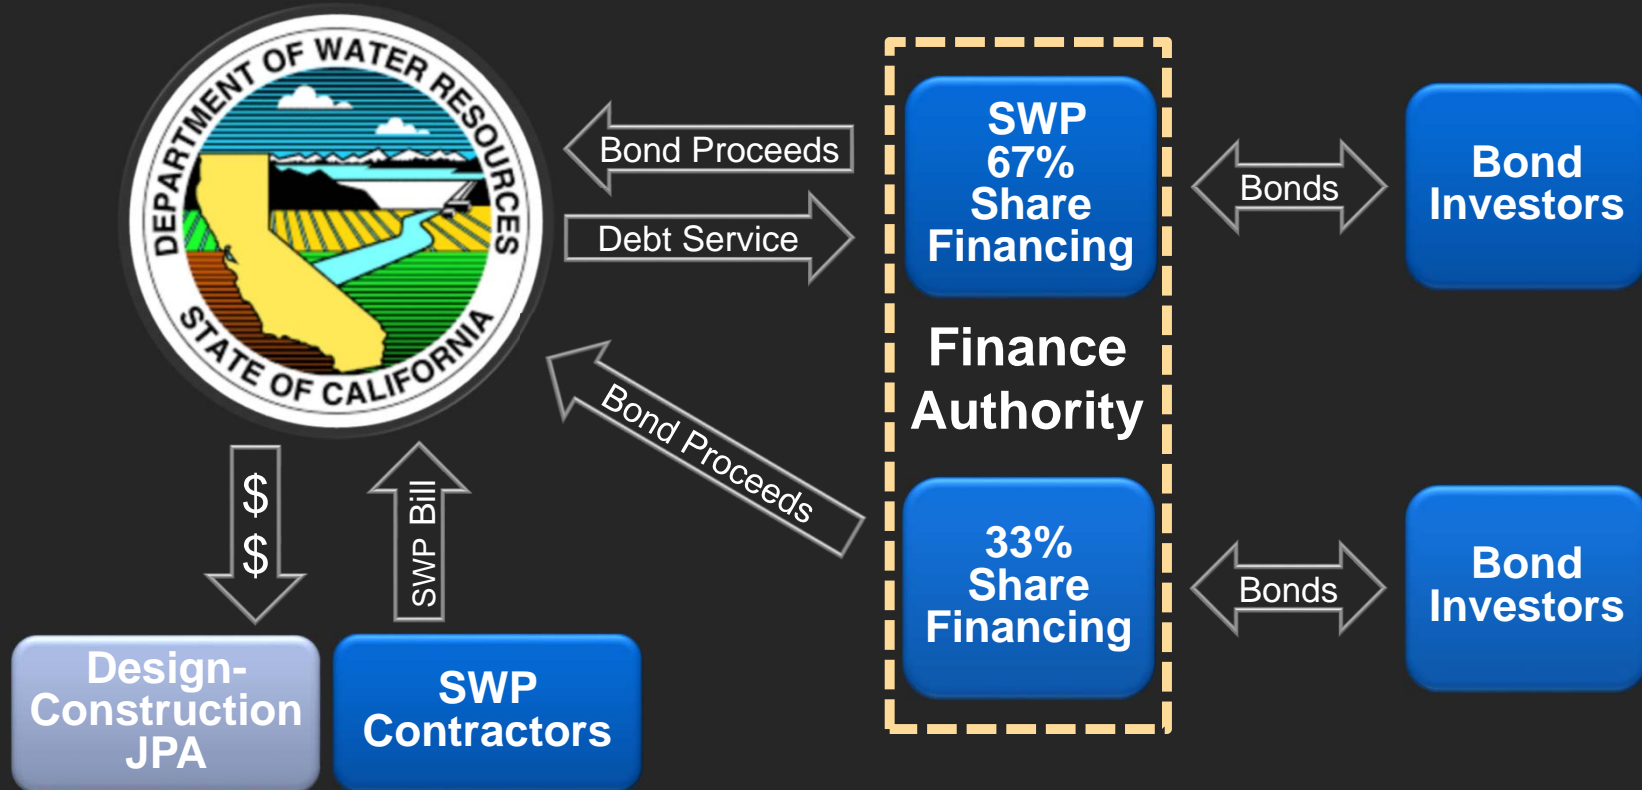 DEPARTMENT OF WATER RESOURCES
STATE OF CALIFORNIA
Bond Proceeds
Debt Service
SWP
67%
Share
Financing
Bonds
Bond
Investors
Finance
Authority
Bond Proceeds
33%
Share
Financing
Bonds
Bond
Investors
$
$
SWP Bill
Design-
Construction
JPA
SWP
Contractors